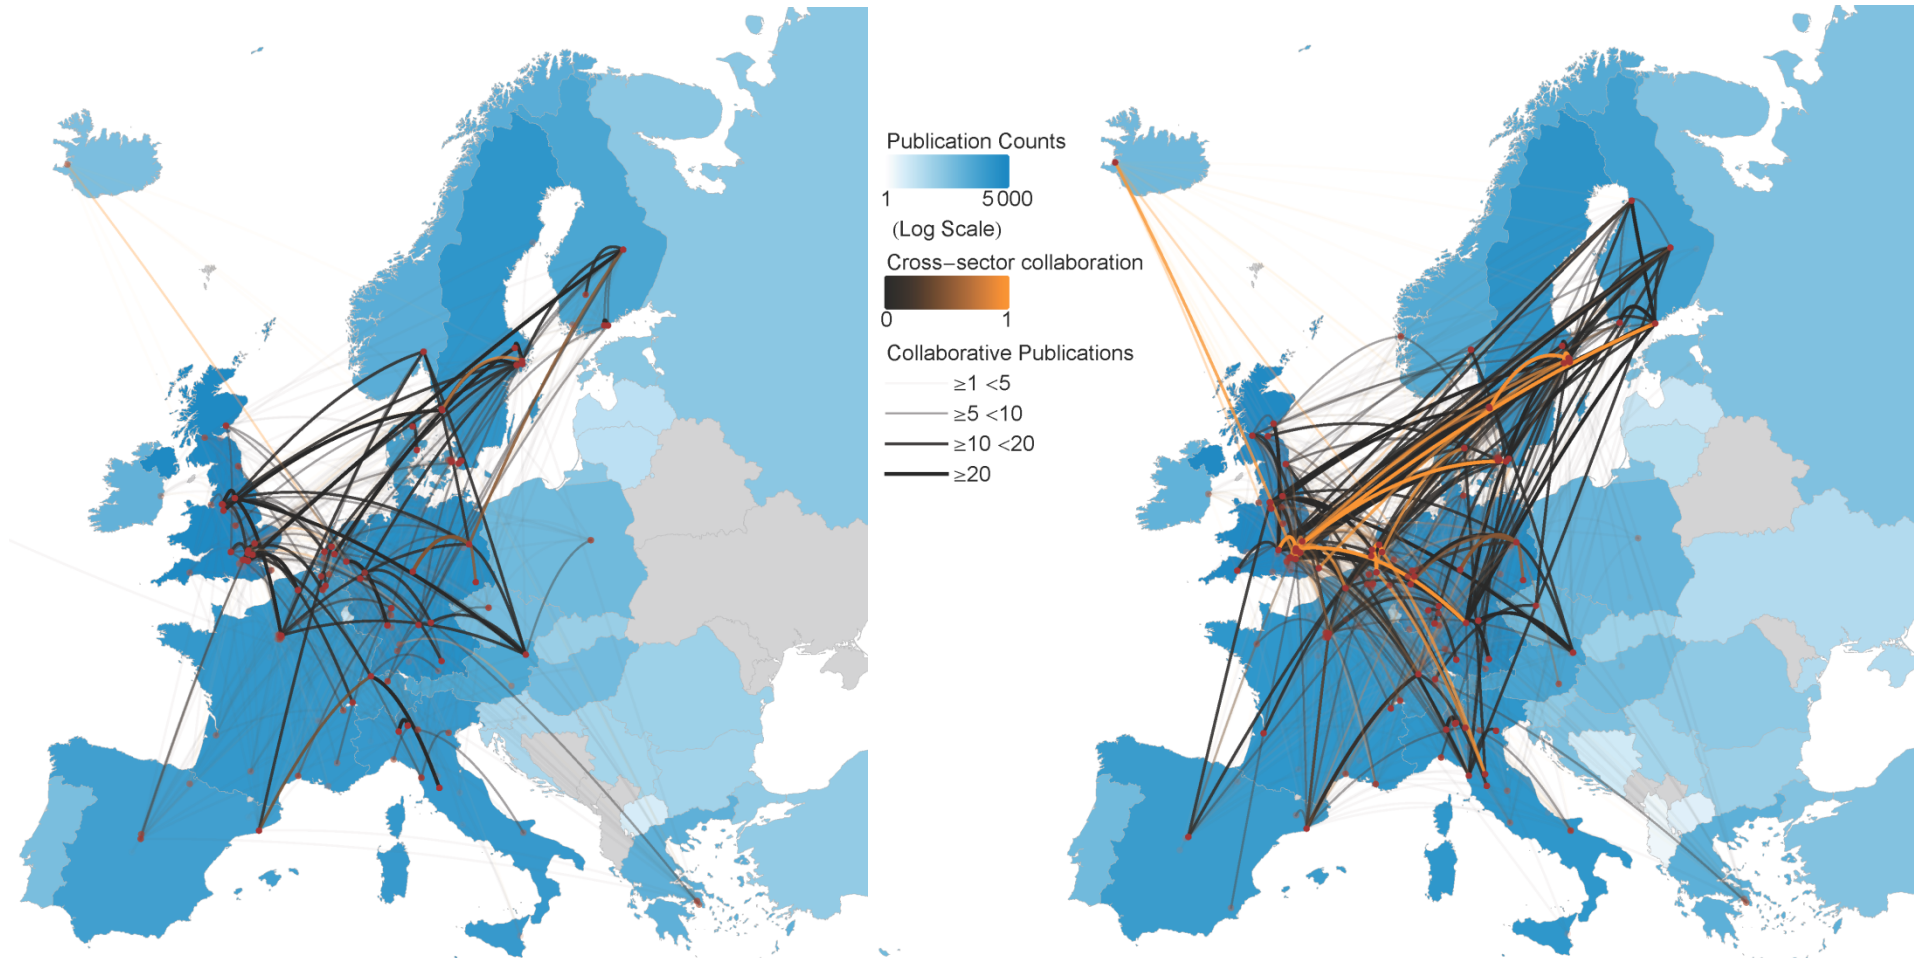 Publication Counts
1 5 000
(Log Scale)
Cross−sector collaboration
0 1
Collaborative Publications
≥1 <5
≥5 <10
≥10 <20
≥20